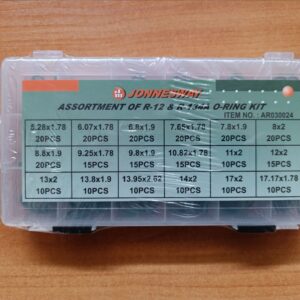 JONNESWAY
ASSORTMENT OF R-12 & R-134A O-RING KIT
ITEM NO. : AR030024
5.28x1.78 6.07x1.78 6.8x1.9 7.65x1.78 7.8x1.9 8x2
20PCS 20PCS 20PCS 20PCS 20PCS 20PCS
8.8x1.9 9.25x1.78 9.8x1.9 10.82x1.78 11x2 12x2
20PCS 15PCS 15PCS 15PCS 10PCS 15PCS
13x2 13.8x1.9 13.95x2.62 14x2 17x2 17.17x1.78
10PCS 10PCS 10PCS 10PCS 10PCS 10PCS